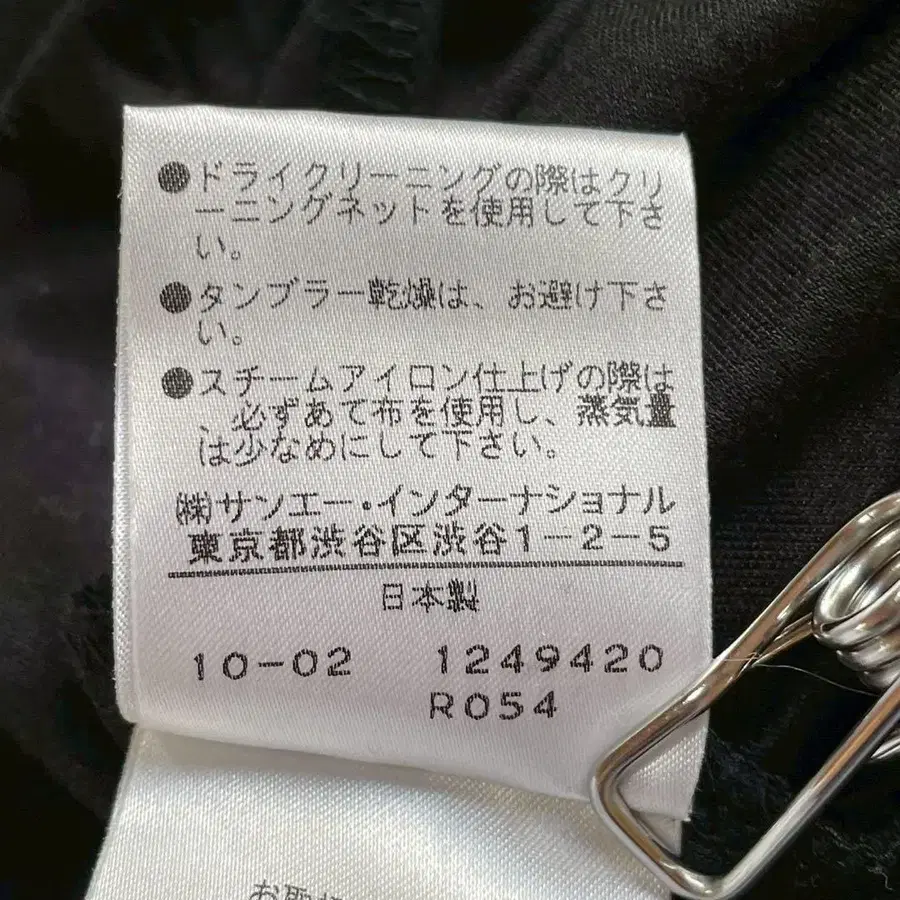 ●ドライクリーニングの際はクリ
ーニングネットを使用して下さ
い。
●タンブラー乾燥は、お避け下さ
い。
●スチームアイロン仕上げの際は
、必ずあて布を使用し、蒸気量
は少なめにして下さい。
㈱サンエー・インターナショナル
東京都渋谷区渋谷1-2-5
日本製
10-02 1249420
R054
お取